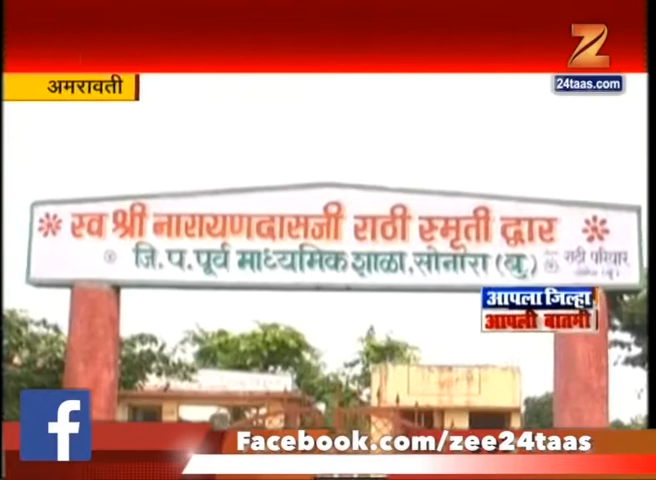 24taas.com
अमरावती
स्व श्री नारायणदासजी राठी स्मृती द्वार
जि.प.पूर्व माध्यमिक शाळा.सोनारा (बु.)
राठी परिवार
आपला जिल्हा
आपली बातमी
Facebook.com/zee24taas